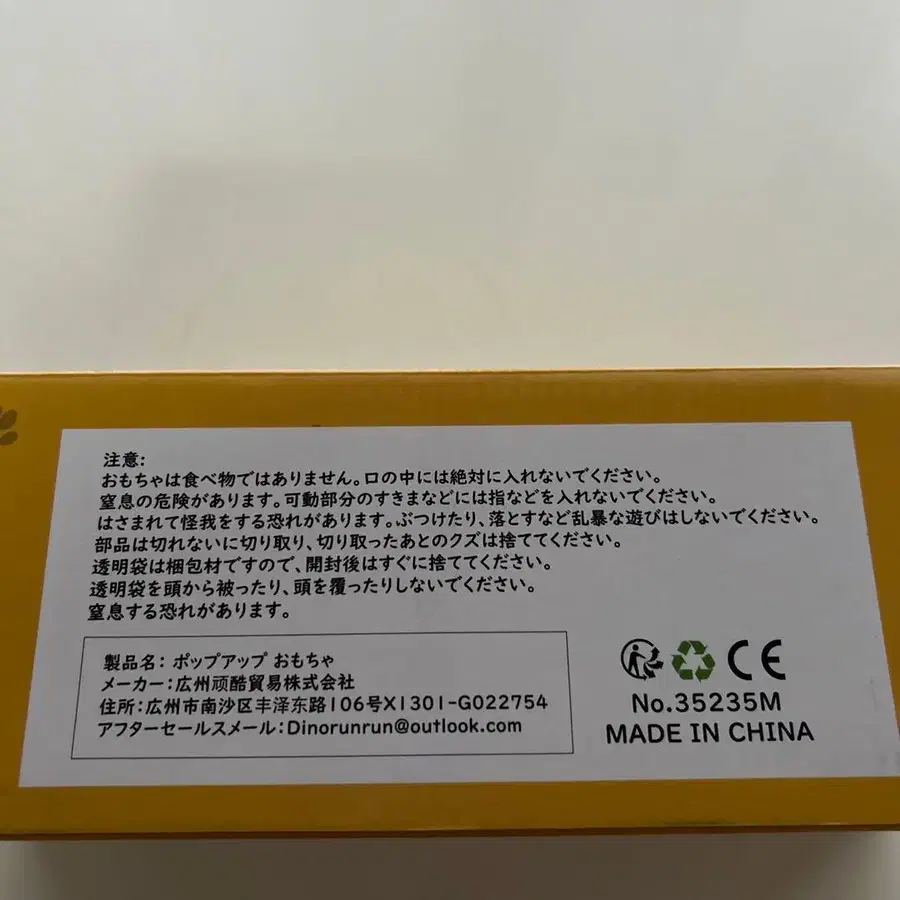 注意:
おもちゃは食べ物ではありません。口の中には絶対に入れないでください。
窒息の危険があります。可動部分のすきまなどには指などを入れないでください。
はさまれて怪我をする恐れがあります。ぶつけたり、落とすなど乱暴な遊びはしないでください。
部品は切れないに切り取り、切り取ったあとのクズは捨ててください。
透明袋は梱包材ですので、開封後はすぐに捨ててください。
透明袋を頭から被ったり、頭を覆ったりしないでください。
窒息する恐れがあります。
製品名: ポップアップ おもちゃ
メーカー:広州頑酷貿易株式会社
住所:広州市南沙区丰泽东路106号X1301-G022754
アフターセールスメール:Dinorunrun@outlook.com
CE
No.35235M
MADE IN CHINA